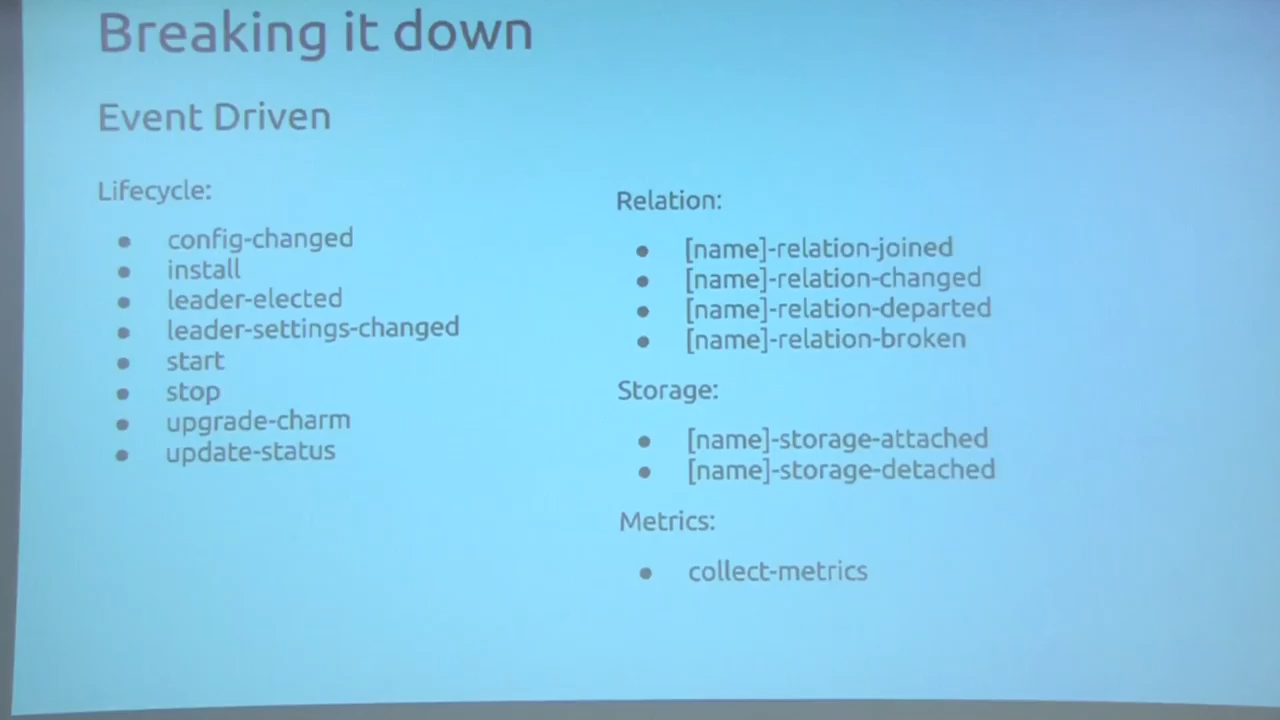 Breaking it down
Event Driven
Lifecycle:
● config-changed
● install
● leader-elected
● leader-settings-changed
● start
● stop
● upgrade-charm
● update-status
Relation:
● [name]-relation-joined
● [name]-relation-changed
● [name]-relation-departed
● [name]-relation-broken
Storage:
● [name]-storage-attached
● [name]-storage-detached
Metrics:
● collect-metrics